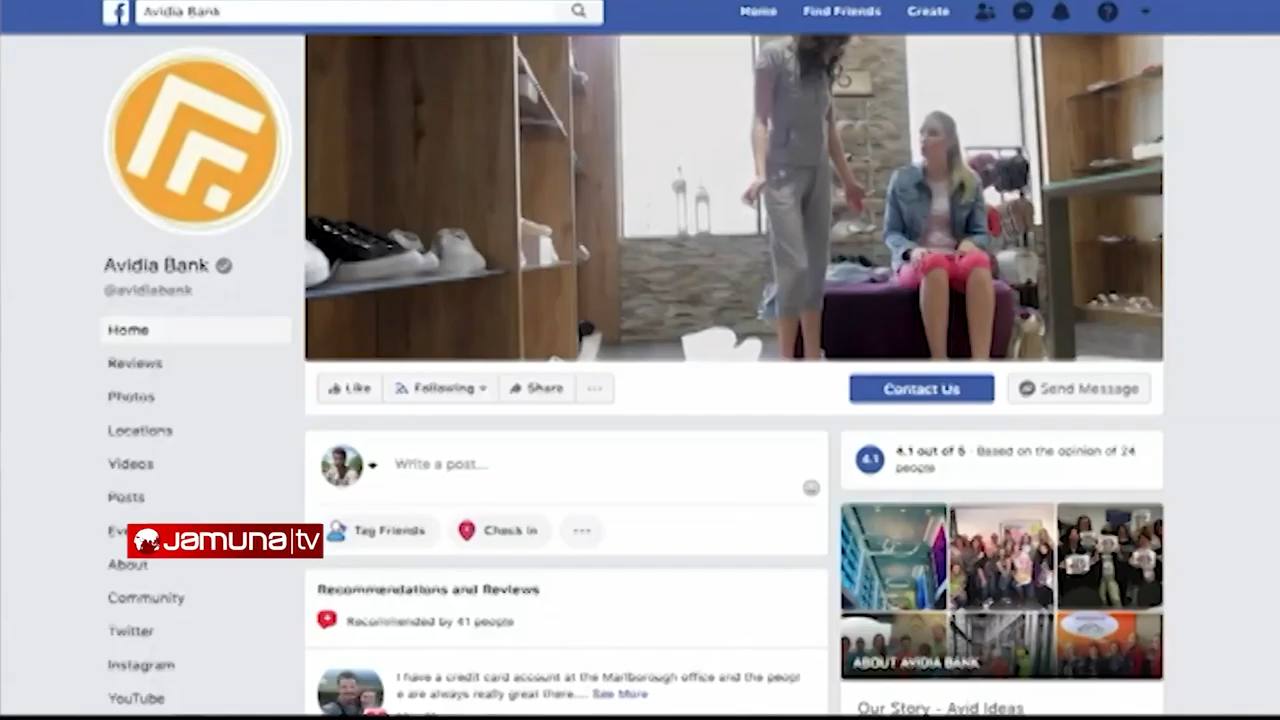 Avidia Bank
Home Find Friends Create
Avidia Bank
@avidiabank
Home
Reviews
Photos
Locations
Videos
Posts
Eve
About
Community
Twitter
Instagram
YouTube
Like Following Share ...
Contact Us Send Message
Write a post...
Tag Friends Check in ...
4.1
4.1 out of 5 · Based on the opinion of 24
people
Recommendations and Reviews
Recommended by 41 people
I have a credit card account at the Marlborough office and the peopl
e are always really great there.... See More
ABOUT AVIDIA BANK
Our Story - Avid Ideas
Jamuna|tv